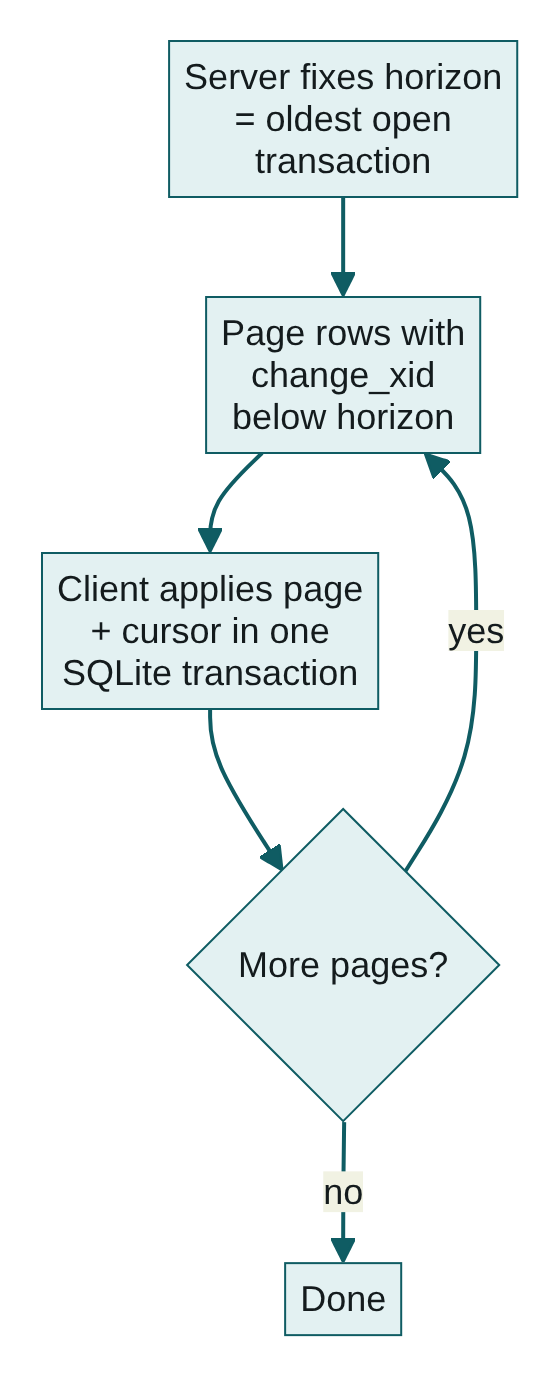 Server fixes horizon
= oldest open
transaction
Page rows with
change_xid
below horizon
Client applies page
+ cursor in one
SQLite transaction
yes
More pages?
no
Done